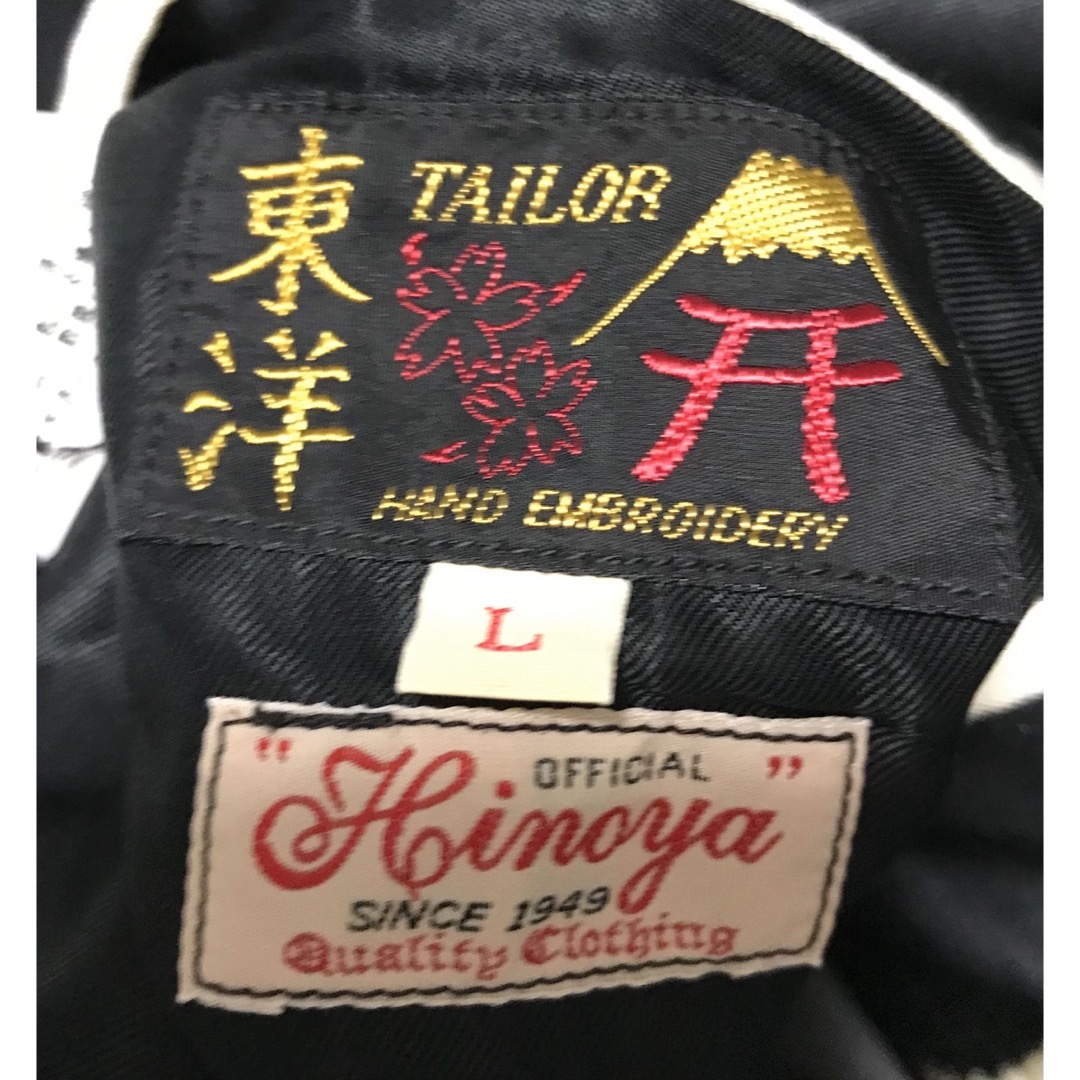 東洋
TAILOR
HAND EMBROIDERY
L
OFFICIAL
"Hinoya"
SINCE 1949
Quality Clothing